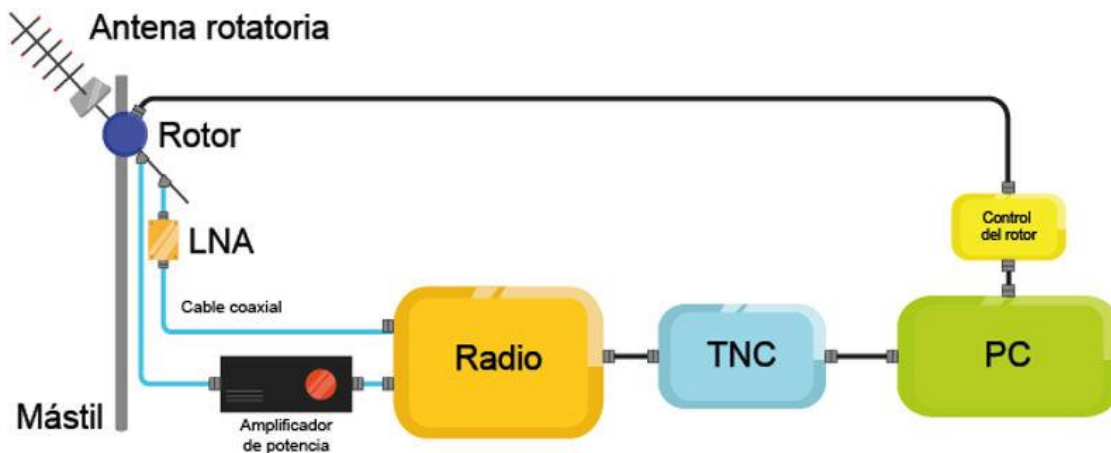 Antena rotatoria
Rotor
LNA
Control
del rotor
Cable coaxial
Radio
TNC
PC
Mástil
Amplificador
de potencia